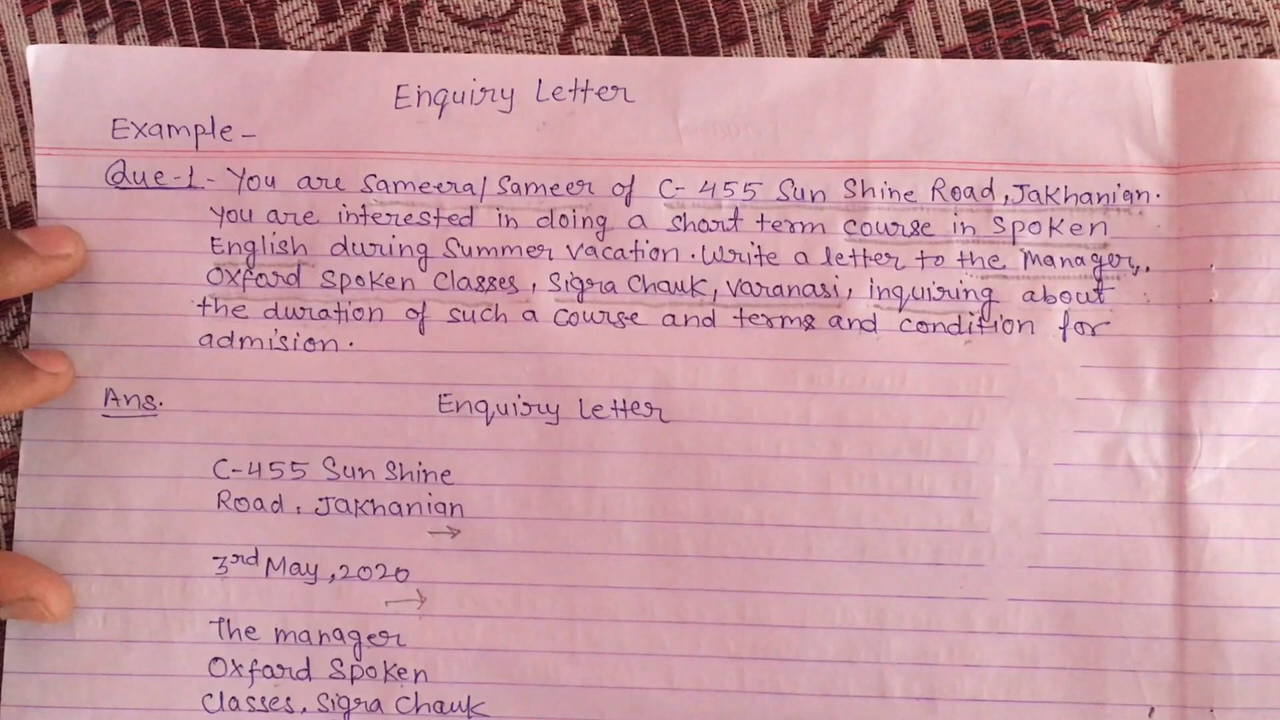 Enquiry Letter
Example-
Que-1- You are Sameera/Sameer of C-455 Sun Shine Road, Jakhanian.
You are interested in doing a short term course in Spoken
English during Summer vacation. Write a letter to the Manager,
Oxford Spoken Classes, Sigra Chauk, Varanasi, inquiring about
the duration of such a course and terms and condition for
admision.
Ans. Enquiry letter
C-455 Sun Shine
Road, Jakhanian
3rd May, 2020
The manager
Oxfard Spoken
Classes, Sigra Chauk